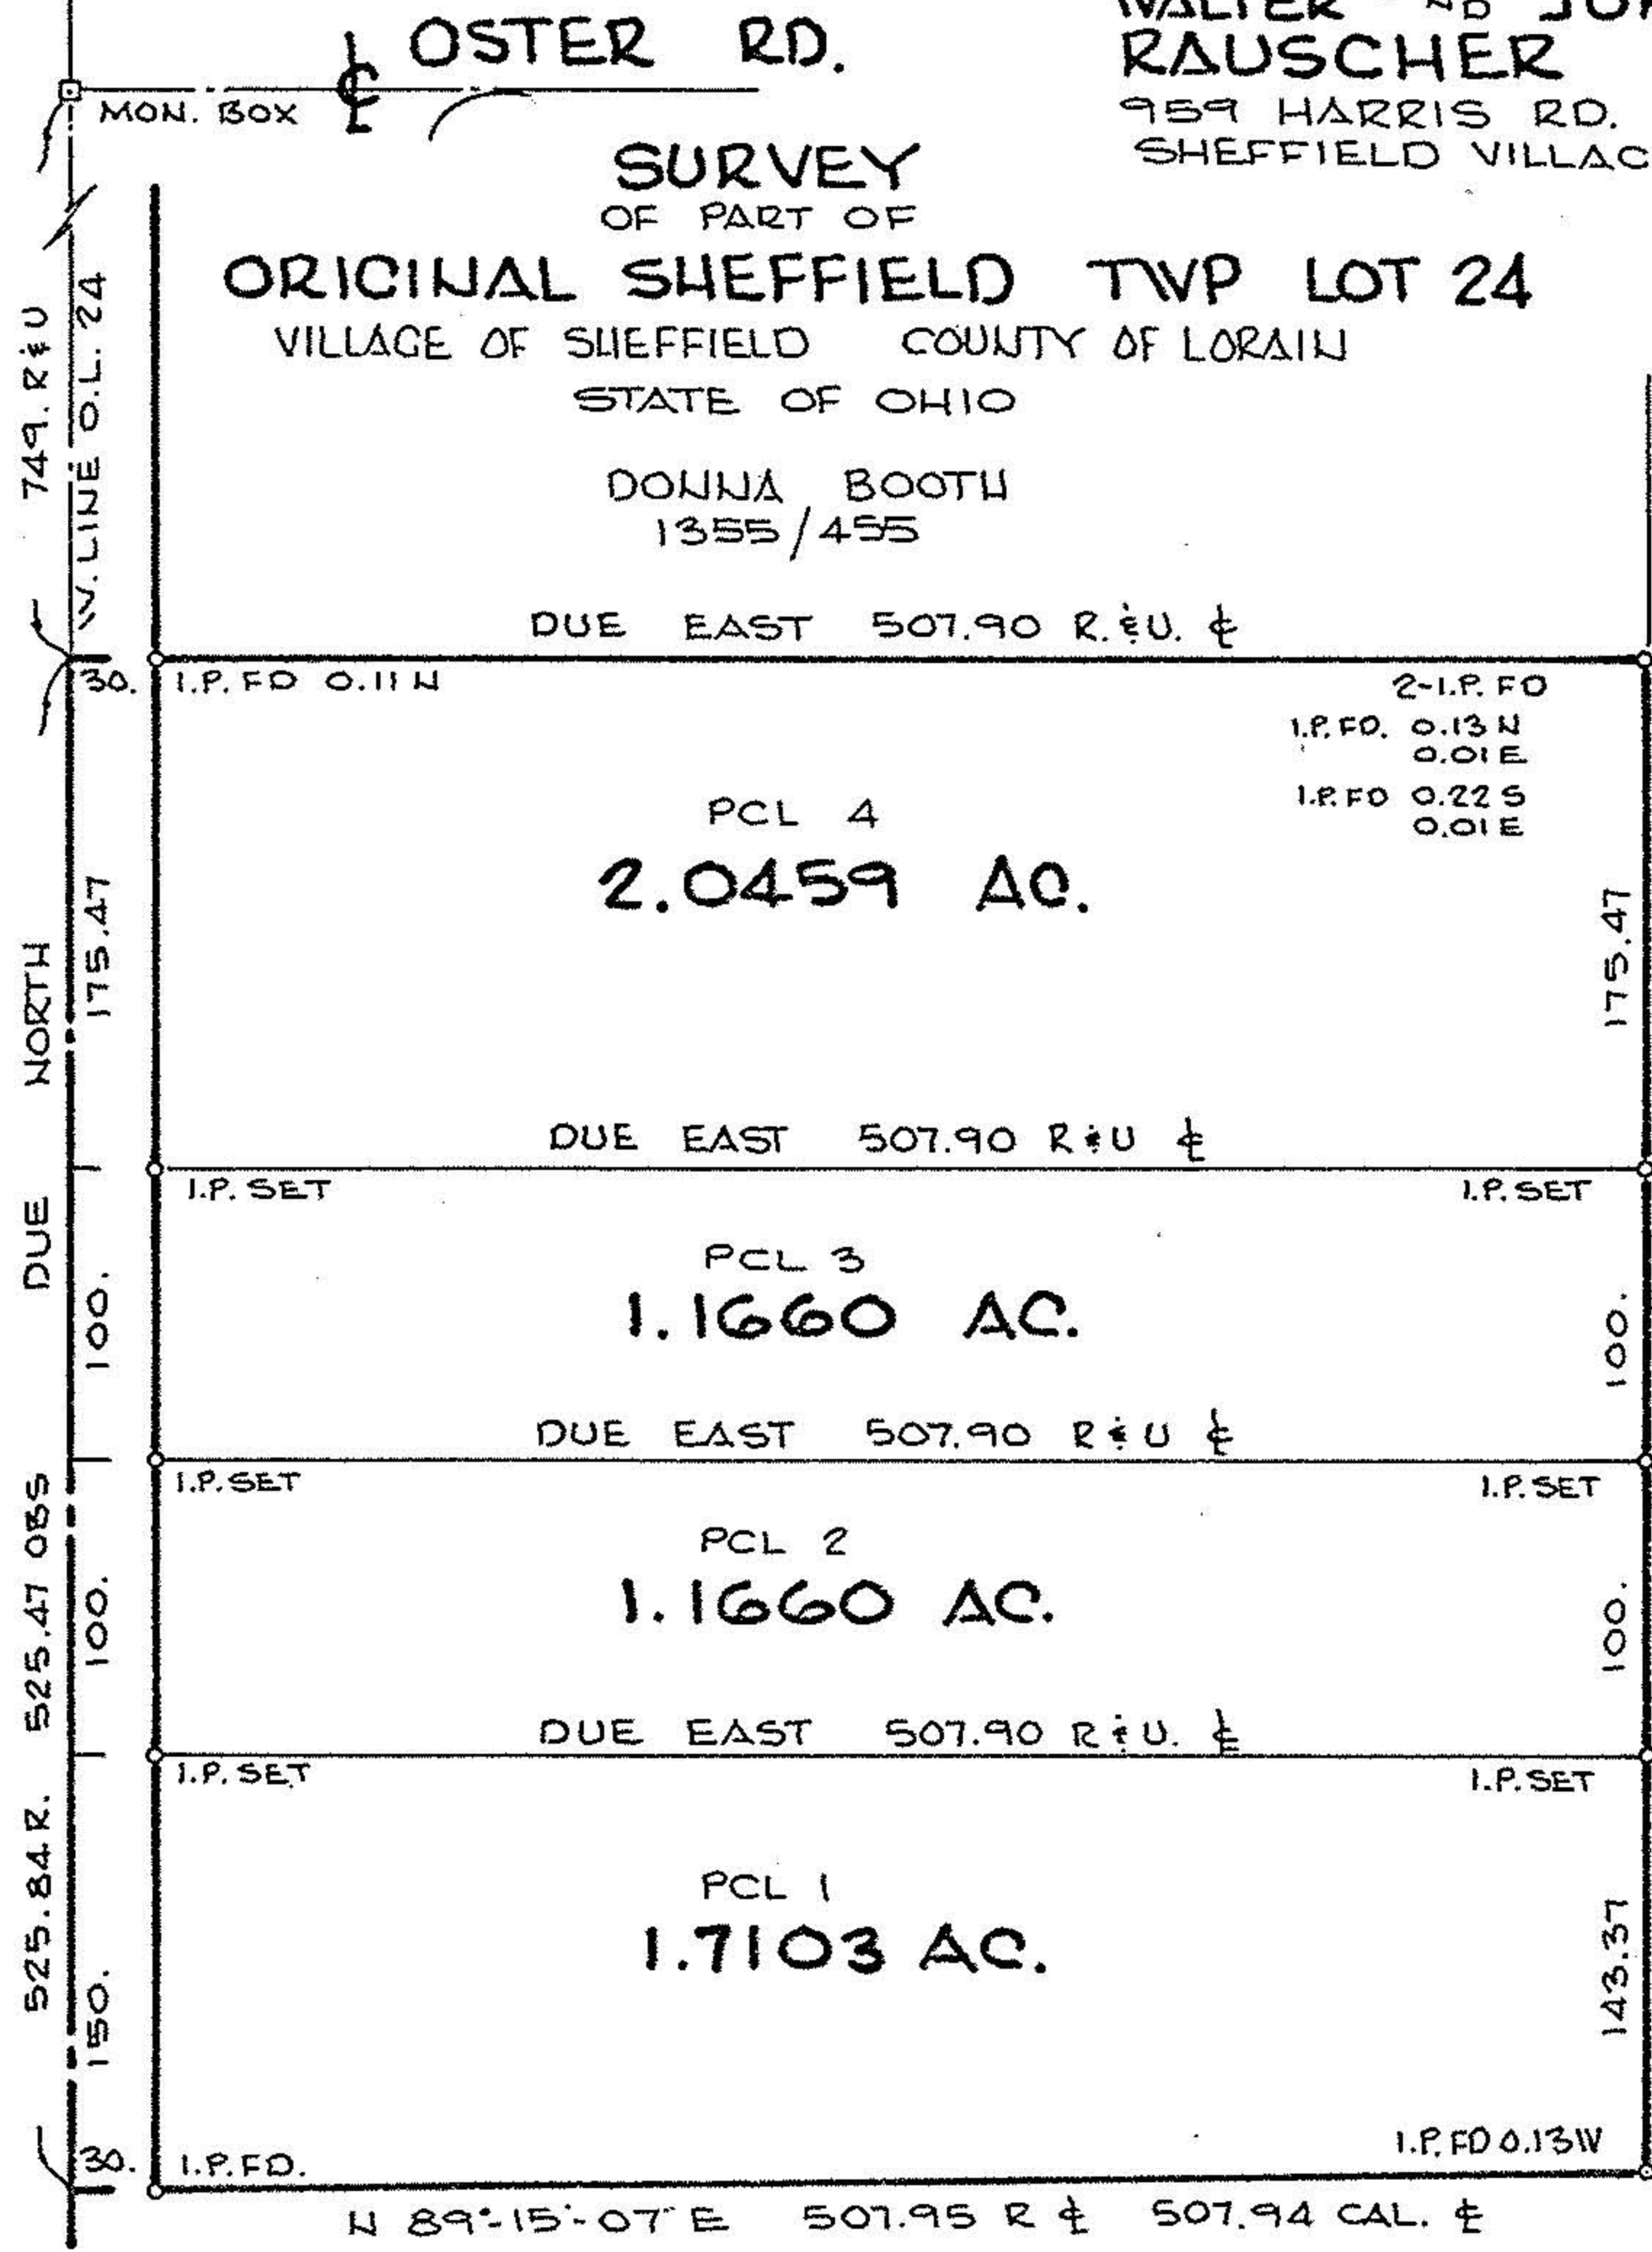 OSTER RD.
MON. BOX
RAUSCHER
959 HARRIS RD.
SHEFFIELD VILLAG
SURVEY
OF PART OF
ORIGINAL SHEFFIELD TWP LOT 24
VILLAGE OF SHEFFIELD COUNTY OF LORAIN
STATE OF OHIO
DONNA BOOTH
1355/455
749. R & U
W. LINE O.L. 24
DUE EAST 507.90 R. & U. ℄
30.
I.P. FD 0.11 N
2-I.P. FD
I.P. FD. 0.13 N
0.01 E
I.P. FD 0.22 S
0.01 E
PCL 4
2.0459 AC.
175.47
175.47
DUE NORTH
DUE EAST 507.90 R & U ℄
I.P. SET
I.P. SET
PCL 3
1.1660 AC.
100.
100.
DUE EAST 507.90 R & U ℄
I.P. SET
I.P. SET
PCL 2
1.1660 AC.
100.
100.
525.84 R. 525.47 OBS
DUE EAST 507.90 R & U. ℄
I.P. SET
I.P. SET
PCL 1
1.7103 AC.
150.
143.37
30.
I.P. FD.
I.P. FD 0.13 W
N 89°-15'-07" E 507.95 R ℄ 507.94 CAL. ℄